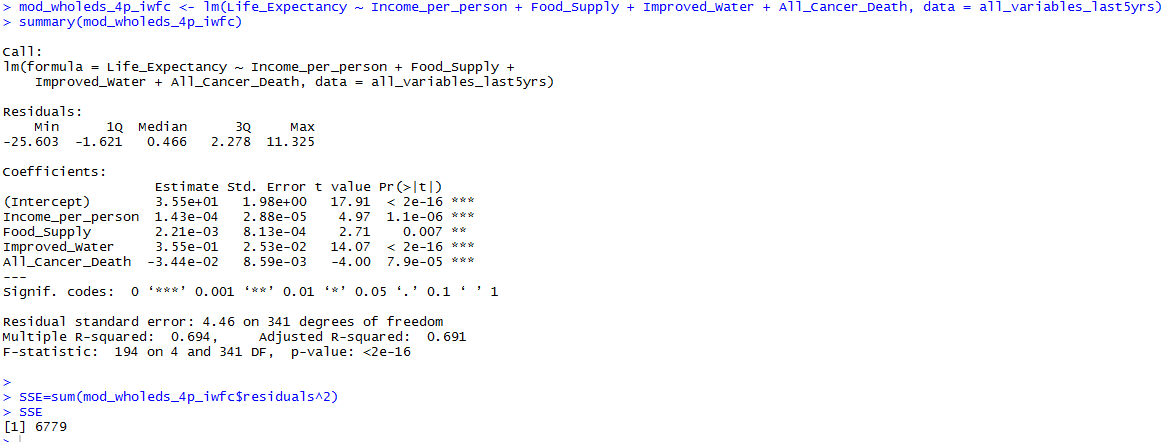 > mod_wholeds_4p_iwfc <- lm(Life_Expectancy ~ Income_per_person + Food_Supply + Improved_Water + All_Cancer_Death, data = all_variables_last5yrs)
> summary(mod_wholeds_4p_iwfc)
Call:
lm(formula = Life_Expectancy ~ Income_per_person + Food_Supply +
    Improved_Water + All_Cancer_Death, data = all_variables_last5yrs)
Residuals:
    Min      1Q  Median      3Q     Max
-25.603  -1.621   0.466   2.278  11.325
Coefficients:
                   Estimate Std. Error t value Pr(>|t|)
(Intercept)        3.55e+01   1.98e+00   17.91  < 2e-16 ***
Income_per_person  1.43e-04   2.88e-05    4.97  1.1e-06 ***
Food_Supply        2.21e-03   8.13e-04    2.71    0.007 **
Improved_Water     3.55e-01   2.53e-02   14.07  < 2e-16 ***
All_Cancer_Death  -3.44e-02   8.59e-03   -4.00  7.9e-05 ***
---
Signif. codes:  0 ‘***’ 0.001 ‘**’ 0.01 ‘*’ 0.05 ‘.’ 0.1 ‘ ’ 1
Residual standard error: 4.46 on 341 degrees of freedom
Multiple R-squared:  0.694,     Adjusted R-squared:  0.691
F-statistic:  194 on 4 and 341 DF,  p-value: <2e-16
>
> SSE=sum(mod_wholeds_4p_iwfc$residuals^2)
> SSE
[1] 6779
>